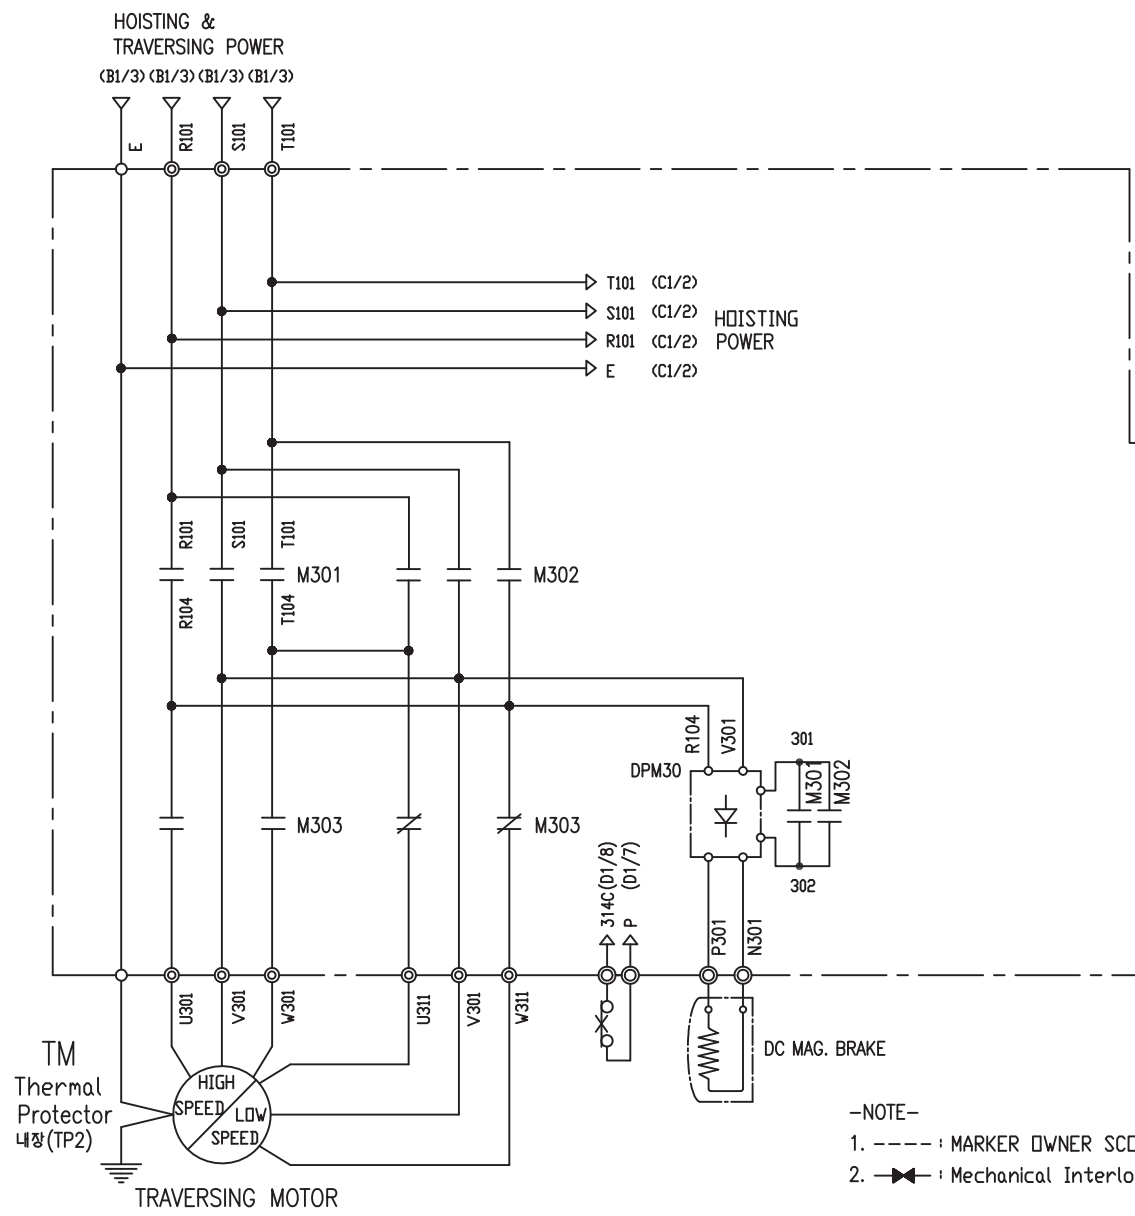 HOISTING &
TRAVERSING POWER
(B1/3) (B1/3) (B1/3) (B1/3)
E
R101
S101
T101
T101 (C1/2)
S101 (C1/2)
R101 (C1/2)
E (C1/2)
HOISTING
POWER
R101
S101
T101
M301
M302
R104
T104
R104
V301
301
DPM30
M301
M302
M303
M303
302
314C(D1/8)
P (D1/7)
P301
N301
U301
V301
W301
U311
V301
W311
TM
Thermal
Protector
내장(TP2)
HIGH
SPEED
LOW
SPEED
DC MAG. BRAKE
TRAVERSING MOTOR
-NOTE-
1. ---- : MARKER OWNER
2. : Mechanical